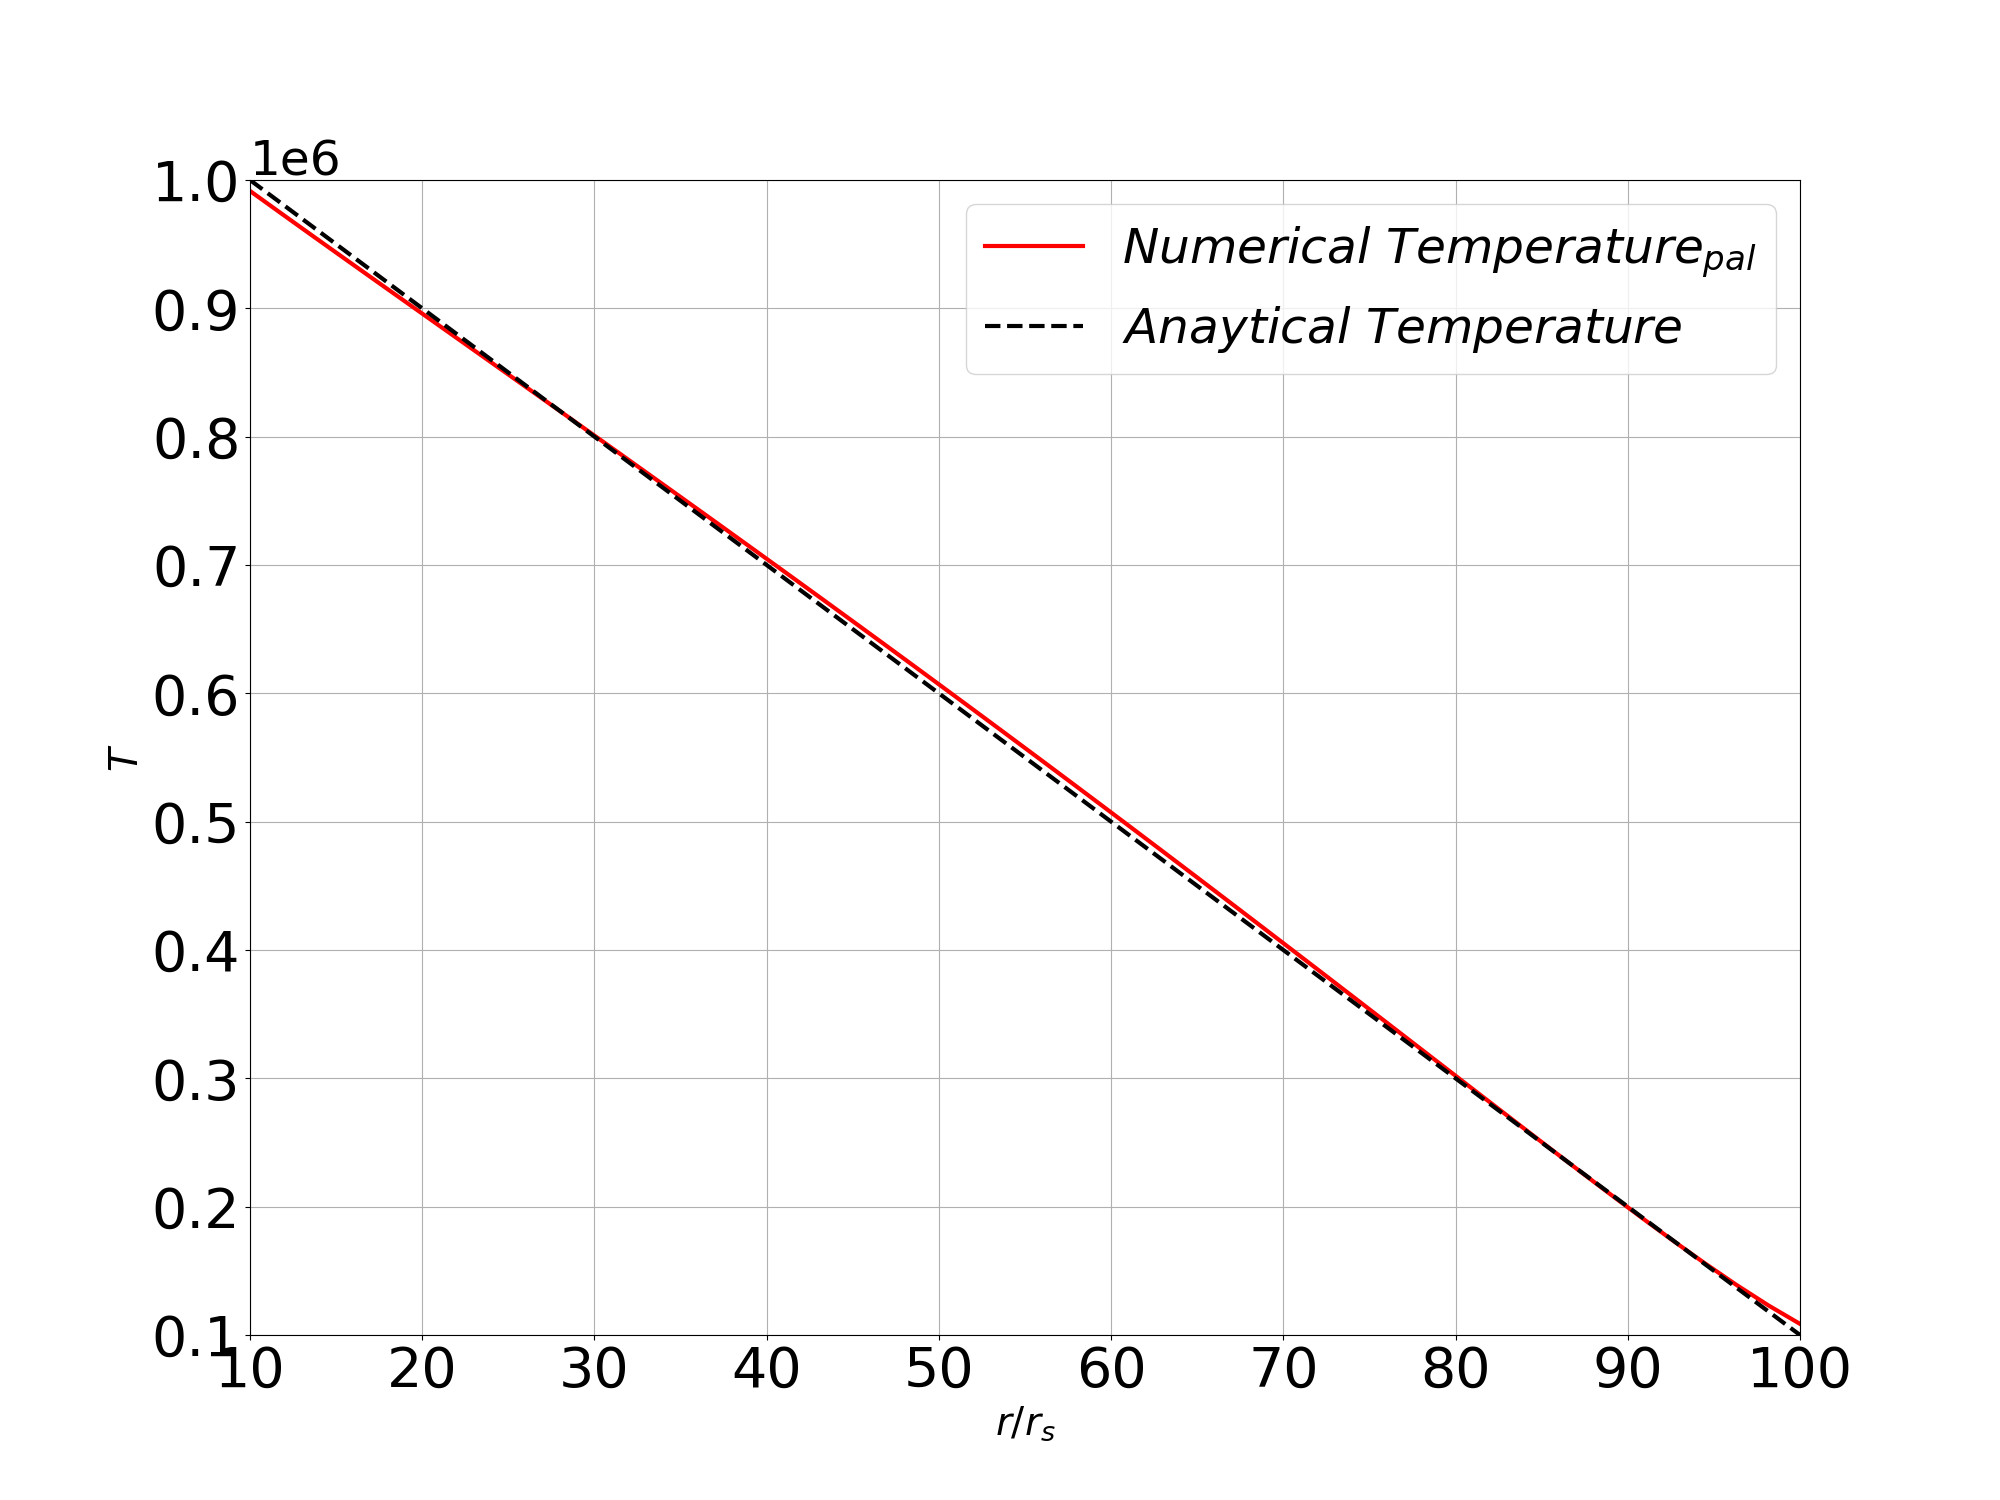 1e6
1.0
0.9
0.8
0.7
0.6
0.5
0.4
0.3
0.2
0.1
T
Numerical Temperature_pal
Anaytical Temperature
10 20 30 40 50 60 70 80 90 100
r/r_s